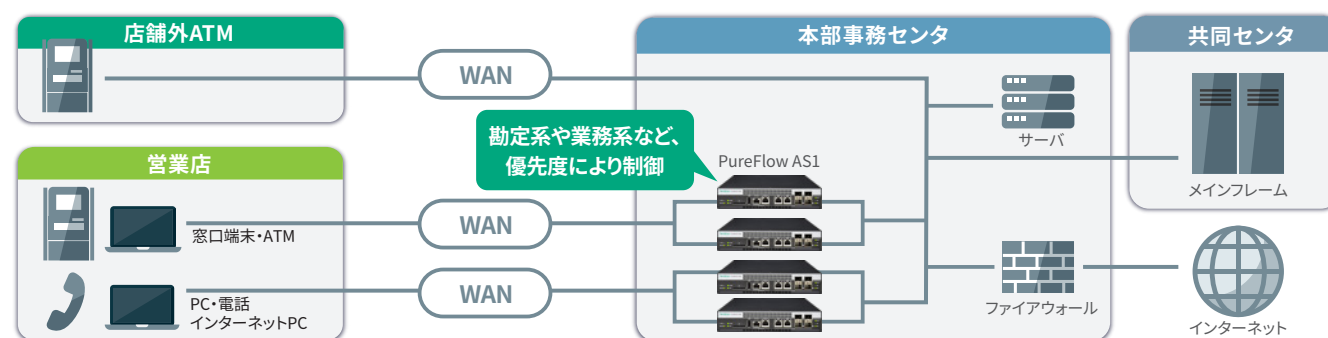 店舗外ATM
WAN
本部事務センタ
共同センタ
勘定系や業務系など、
優先度により制御
PureFlow AS1
サーバ
メインフレーム
営業店
窓口端末・ATM
WAN
PC・電話
インターネットPC
WAN
ファイアウォール
インターネット